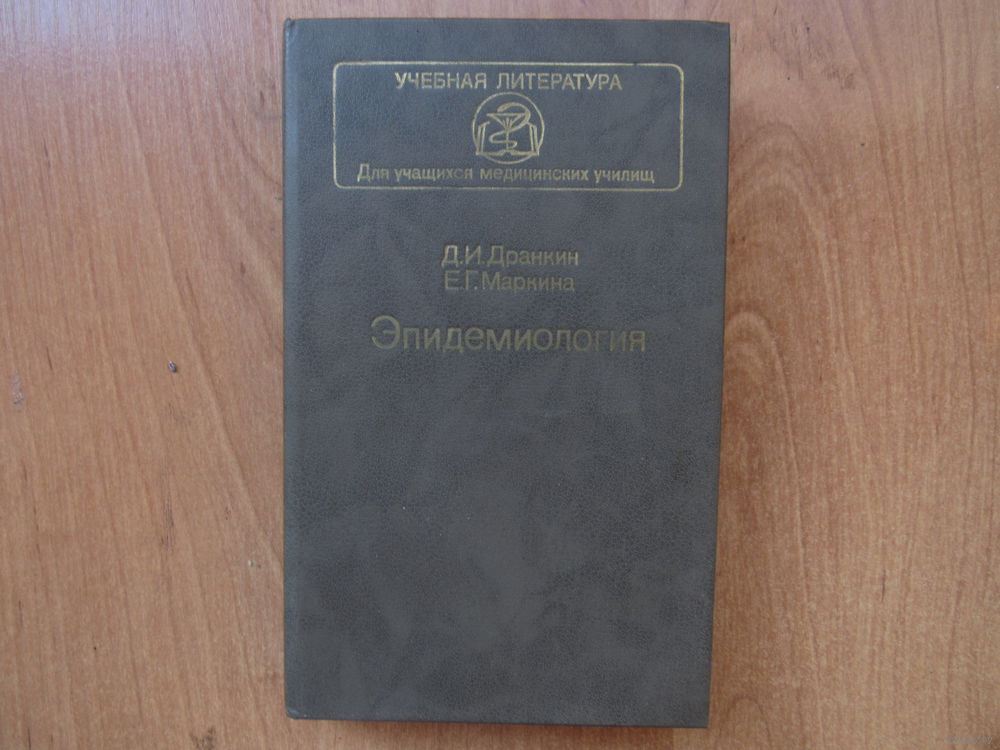 УЧЕБНАЯ ЛИТЕРАТУРА
Для учащихся медицинских училищ
Д.И.Дранкин
Е.Г.Маркина
Эпидемиология